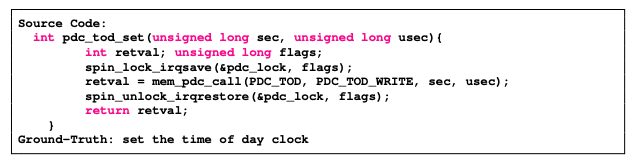 Source Code:
int pdc_tod_set(unsigned long sec, unsigned long usec){
int retval; unsigned long flags;
spin_lock_irqsave(&pdc_lock, flags);
retval = mem_pdc_call(PDC_TOD, PDC_TOD_WRITE, sec, usec);
spin_unlock_irqrestore(&pdc_lock, flags);
return retval;
}
Ground-Truth: set the time of day clock